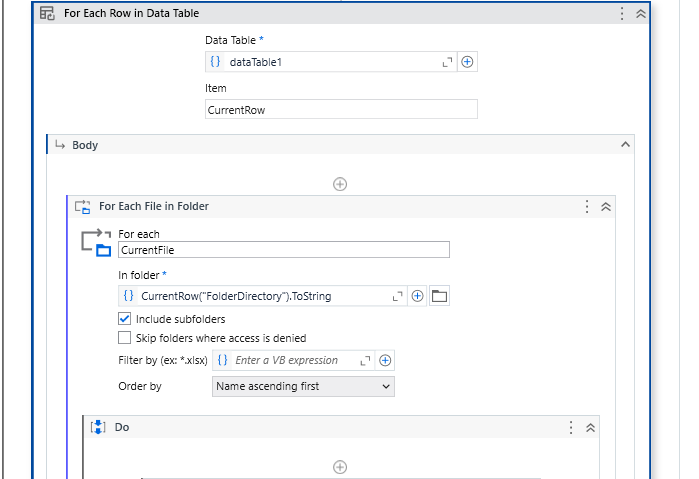 For Each Row in Data Table
Data Table *
{} dataTable1
Item
CurrentRow
Body
For Each File in Folder
For each
CurrentFile
In folder *
{} CurrentRow("FolderDirectory").ToString
Include subfolders
Skip folders where access is denied
Filter by (ex: *.xlsx) {} Enter a VB expression
Order by Name ascending first
Do